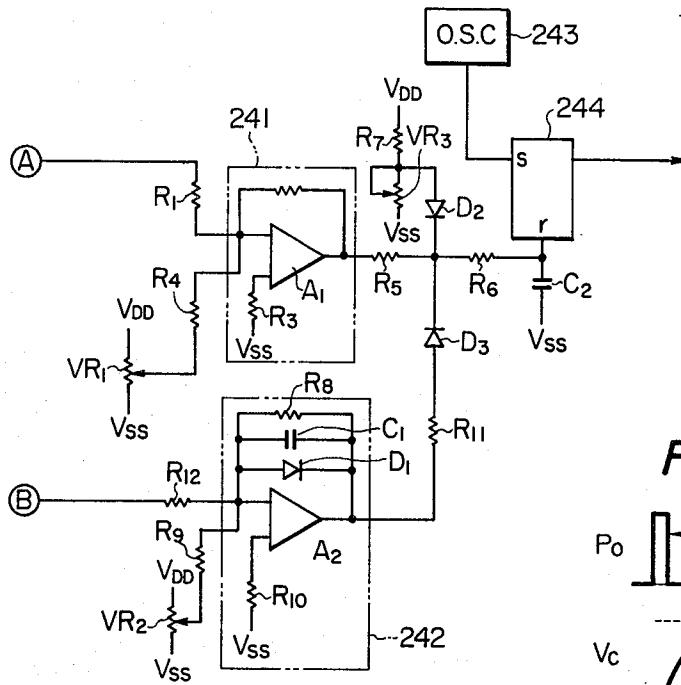 O.S.C
243
VDD
244
241
R7
VR3
A
S
R1
D2
r
VSS
R4
A1
R5
R6
C2
VDD
R3
D3
VSS
VR1
VSS
VSS
R8
R11
C1
D1
R12
B
R9
A2
P0
VDD
R10
VR2
VSS
242
VC
VSS